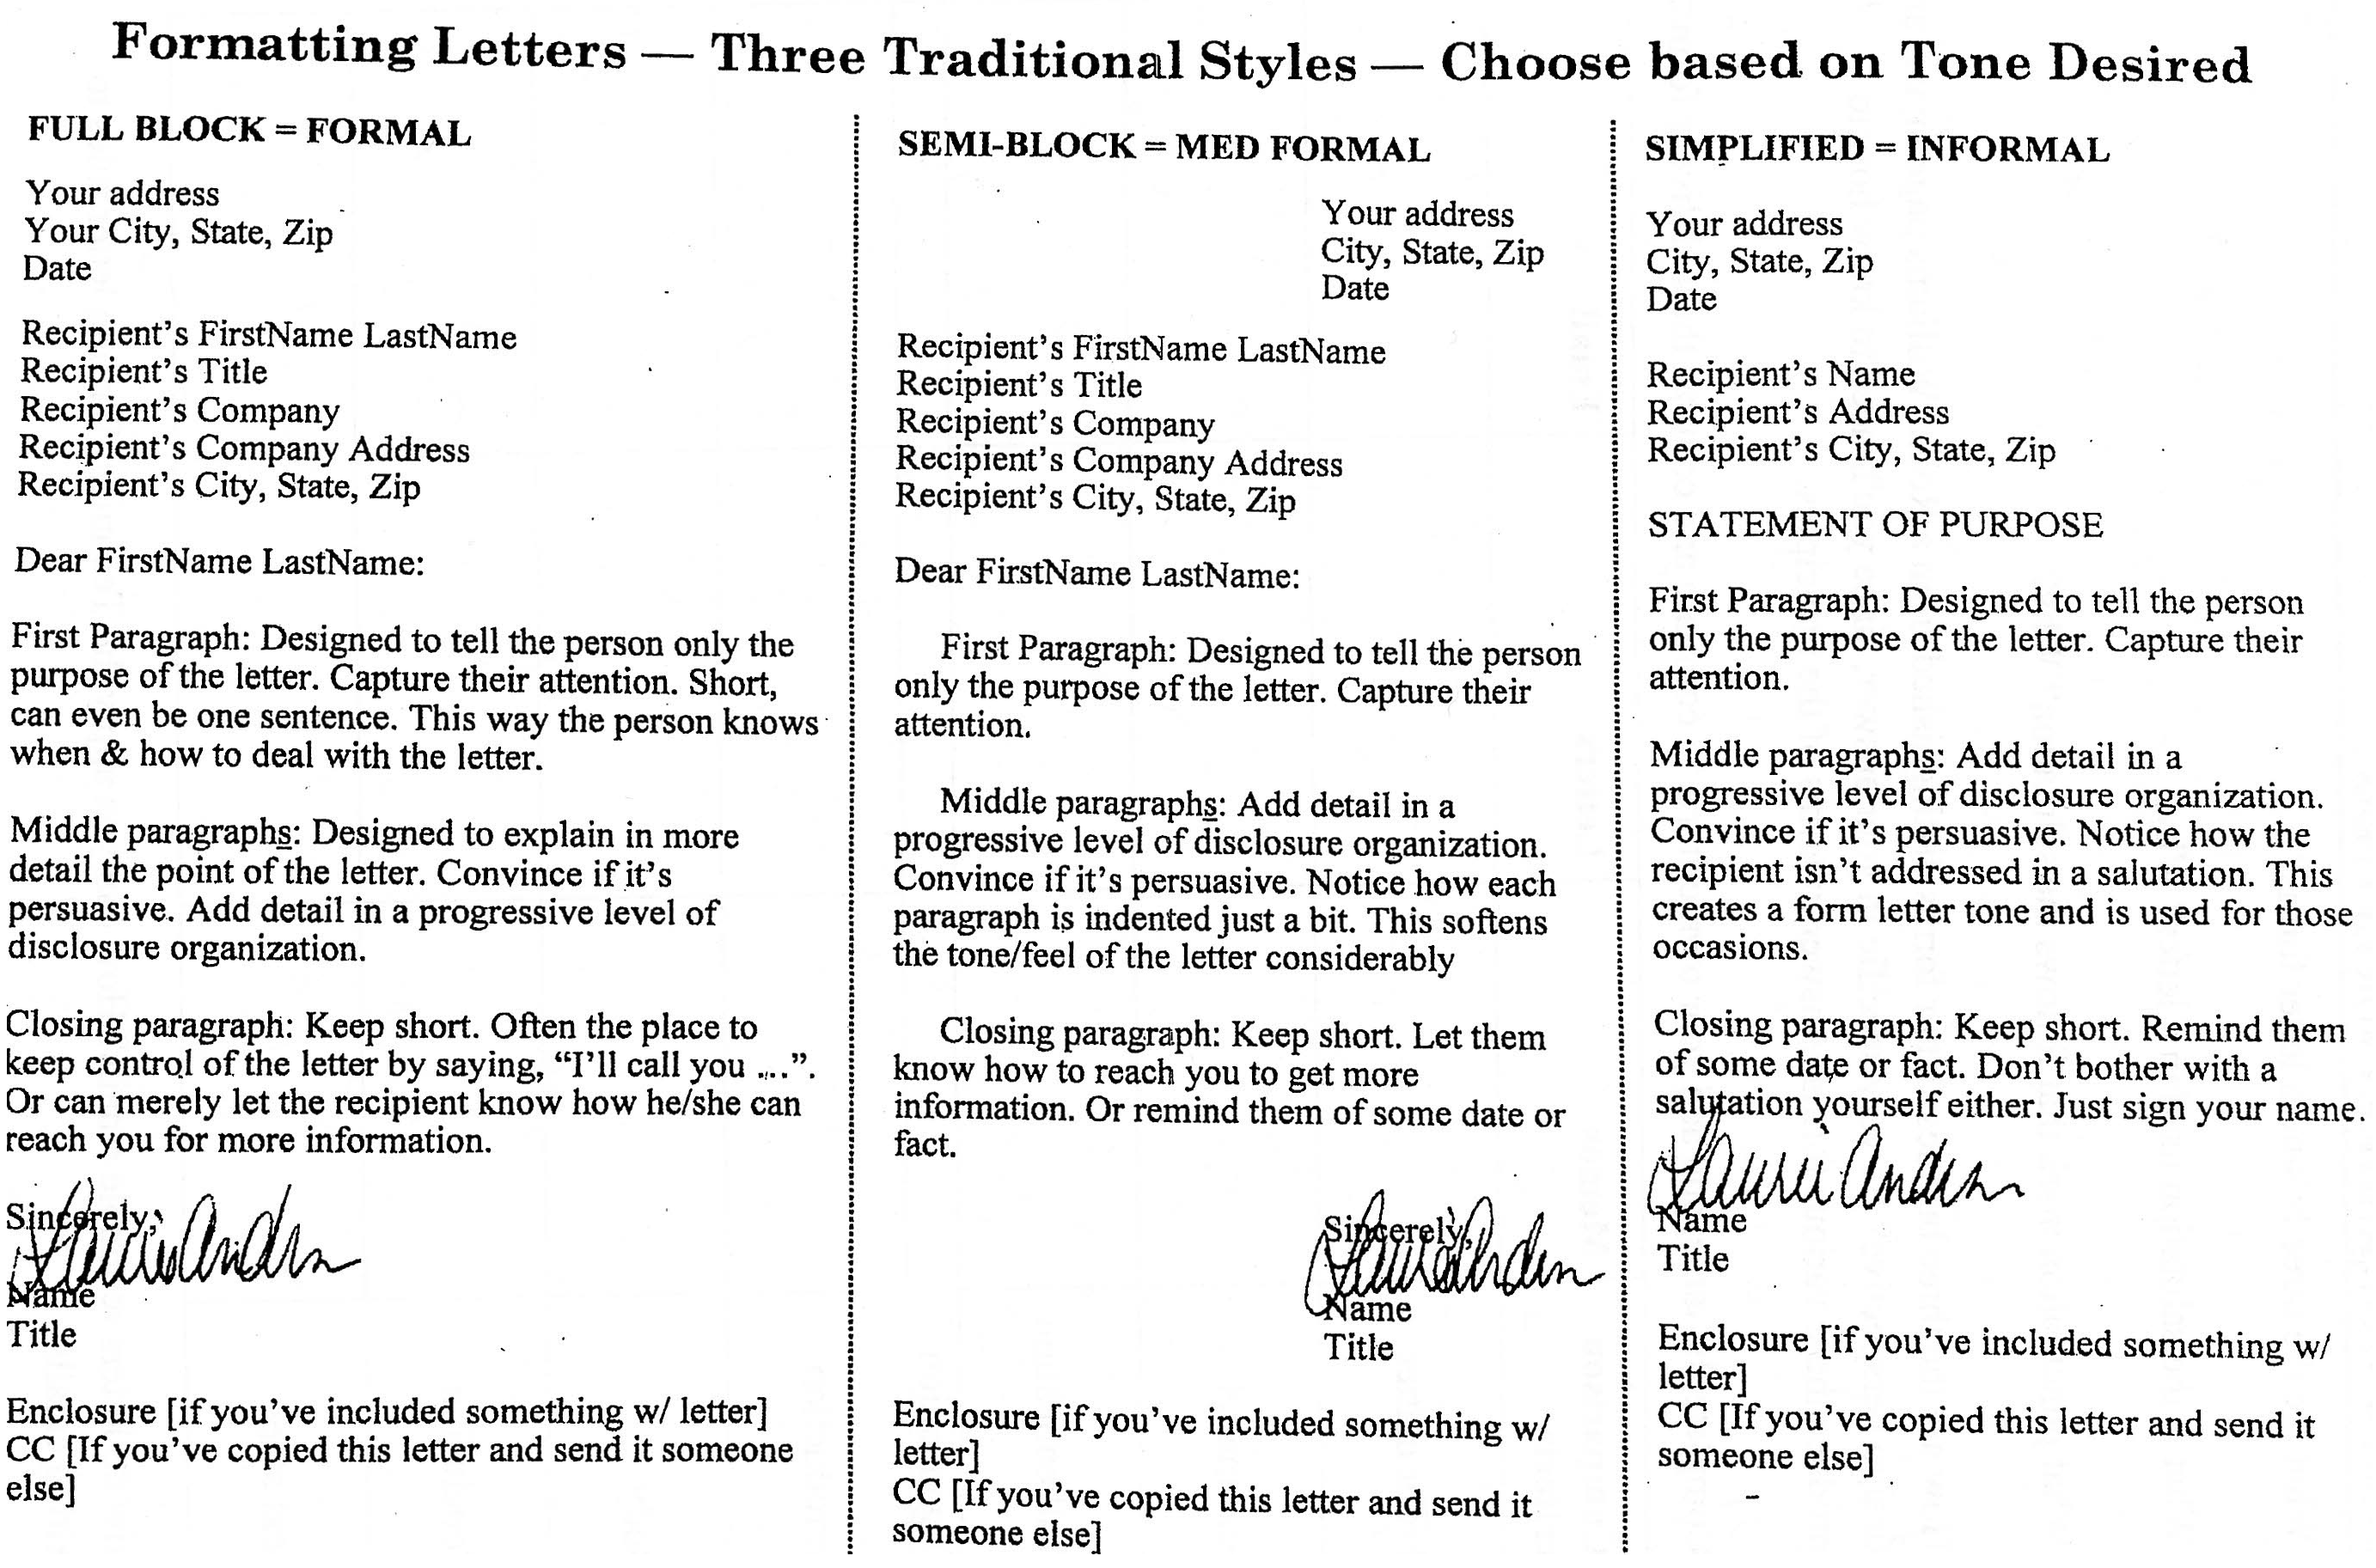 Formatting Letters — Three Traditional Styles — Choose based on Tone Desired
FULL BLOCK = FORMAL
Your address
Your City, State, Zip
Date
Recipient's FirstName LastName
Recipient's Title
Recipient's Company
Recipient's Company Address
Recipient's City, State, Zip
Dear FirstName LastName:
First Paragraph: Designed to tell the person only the
purpose of the letter. Capture their attention. Short,
can even be one sentence. This way the person knows
when & how to deal with the letter.
Middle paragraphs: Designed to explain in more
detail the point of the letter. Convince if it's
persuasive. Add detail in a progressive level of
disclosure organization.
Closing paragraph: Keep short. Often the place to
keep control of the letter by saying, “I'll call you ...”.
Or can merely let the recipient know how he/she can
reach you for more information.
Sincerely,
Name
Title
Enclosure [if you've included something w/ letter]
CC [If you've copied this letter and send it someone
else]
SEMI-BLOCK = MED FORMAL
Your address
City, State, Zip
Date
Recipient's FirstName LastName
Recipient's Title
Recipient's Company
Recipient's Company Address
Recipient's City, State, Zip
Dear FirstName LastName:
First Paragraph: Designed to tell the person
only the purpose of the letter. Capture their
attention.
Middle paragraphs: Add detail in a
progressive level of disclosure organization.
Convince if it's persuasive. Notice how each
paragraph is indented just a bit. This softens
the tone/feel of the letter considerably
Closing paragraph: Keep short. Let them
know how to reach you to get more
information. Or remind them of some date or
fact.
Sincerely,
Name
Title
Enclosure [if you've included something w/
letter]
CC [If you've copied this letter and send it
someone else]
SIMPLIFIED = INFORMAL
Your address
City, State, Zip
Date
Recipient's Name
Recipient's Address
Recipient's City, State, Zip
STATEMENT OF PURPOSE
First Paragraph: Designed to tell the person
only the purpose of the letter. Capture their
attention.
Middle paragraphs: Add detail in a
progressive level of disclosure organization.
Convince if it's persuasive. Notice how the
recipient isn't addressed in a salutation. This
creates a form letter tone and is used for those
occasions.
Closing paragraph: Keep short. Remind them
of some date or fact. Don't bother with a
salutation yourself either. Just sign your name.
Name
Title
Enclosure [if you've included something w/
letter]
CC [If you've copied this letter and send it
someone else]